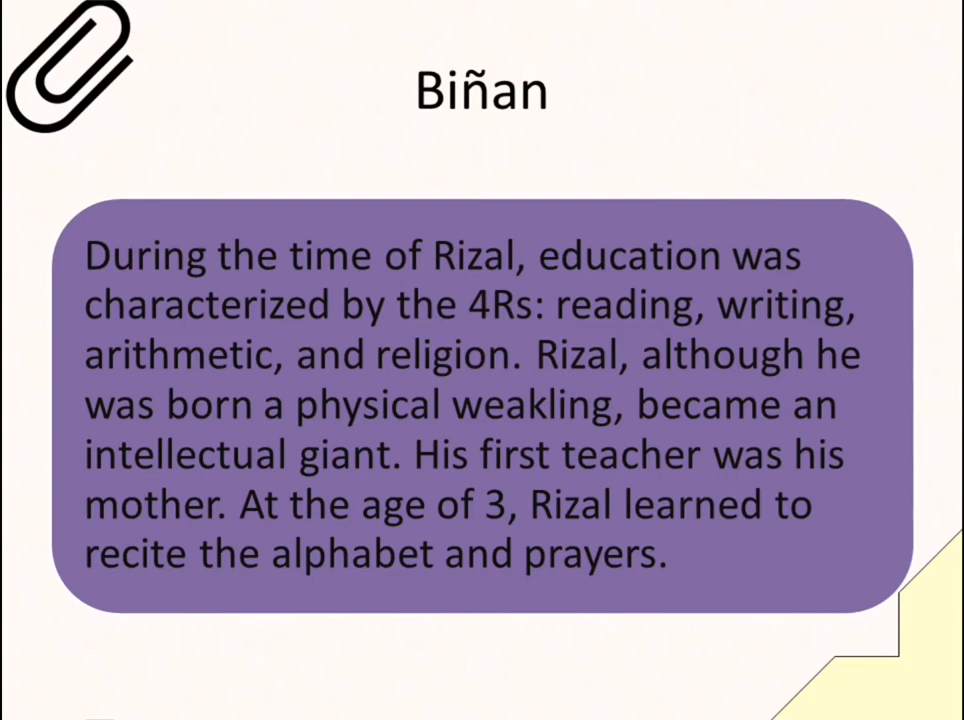 Biñan
During the time of Rizal, education was
characterized by the 4Rs: reading, writing,
arithmetic, and religion. Rizal, although he
was born a physical weakling, became an
intellectual giant. His first teacher was his
mother. At the age of 3, Rizal learned to
recite the alphabet and prayers.